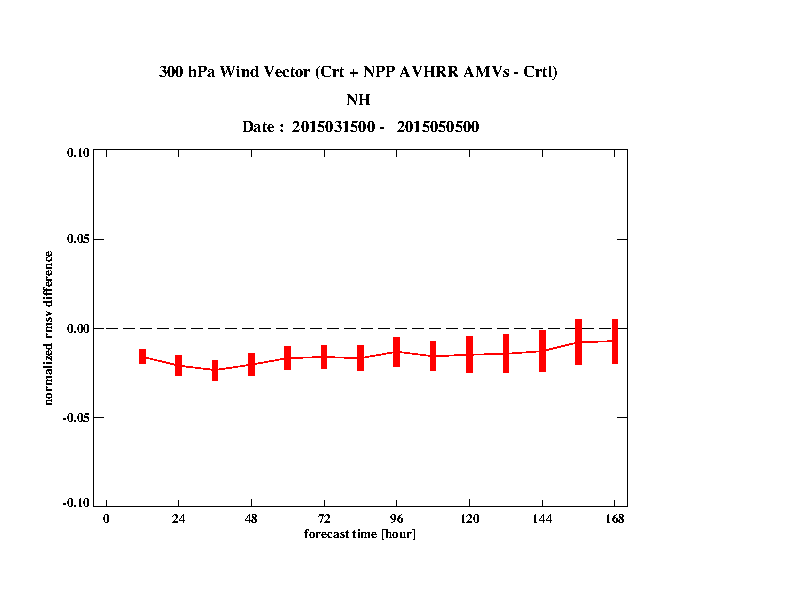 300 hPa Wind Vector (Crt + NPP AVHRR AMVs - Crtl)
NH
Date : 2015031500 - 2015050500
0.10
0.05
0.00
-0.05
-0.10
normalized rmsv difference
0 24 48 72 96 120 144 168
forecast time [hour]